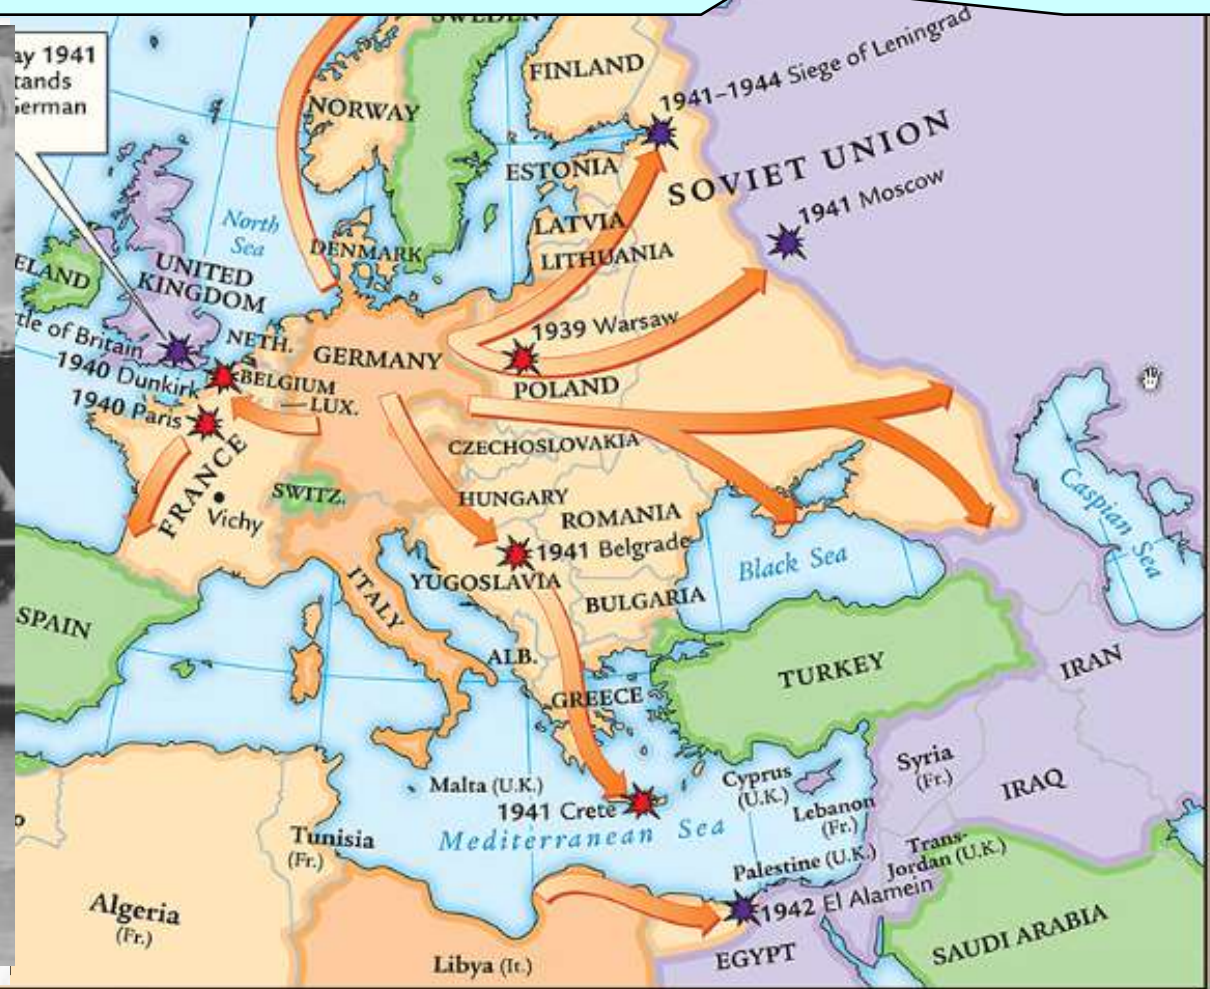 SWEDEN
ay 1941
tands
German
FINLAND
1941–1944 Siege of Leningrad
NORWAY
SOVIET UNION
ESTONIA
1941 Moscow
North
Sea
LATVIA
DENMARK
LITHUANIA
ELAND
UNITED
KINGDOM
tle of Britain
NETH.
1939 Warsaw
GERMANY
1940 Dunkirk
BELGIUM
POLAND
LUX.
1940 Paris
CZECHOSLOVAKIA
FRANCE
SWITZ.
HUNGARY
Vichy
ROMANIA
Caspian Sea
1941 Belgrade
Black Sea
YUGOSLAVIA
ITALY
BULGARIA
SPAIN
ALB.
TURKEY
IRAN
GREECE
Malta (U.K.)
Cyprus
(U.K.)
Syria
(Fr.)
IRAQ
1941 Crete
Lebanon
(Fr.)
Mediterranean Sea
o
Tunisia
(Fr.)
Palestine (U.K.)
Trans-
Jordan (U.K.)
1942 El Alamein
Algeria
(Fr.)
SAUDI ARABIA
EGYPT
Libya (It.)